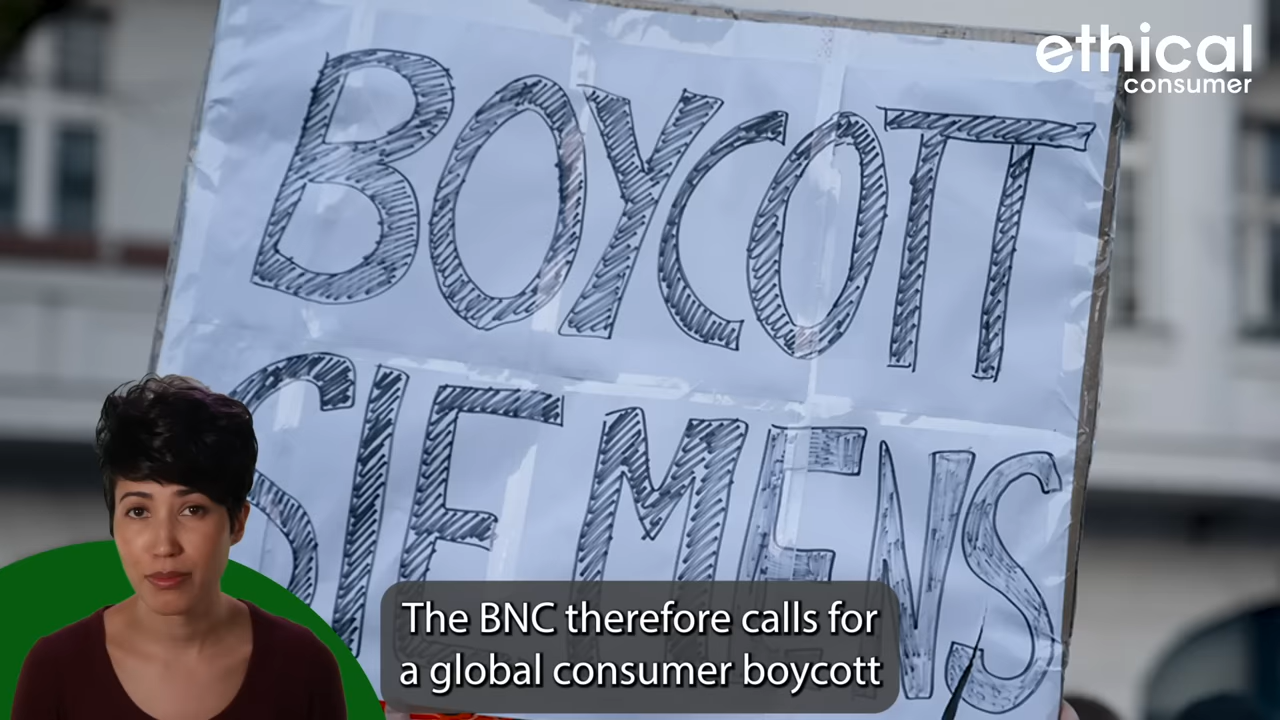 ethical
consumer
BOYCOTT
SIEMENS
The BNC therefore calls for
a global consumer boycott